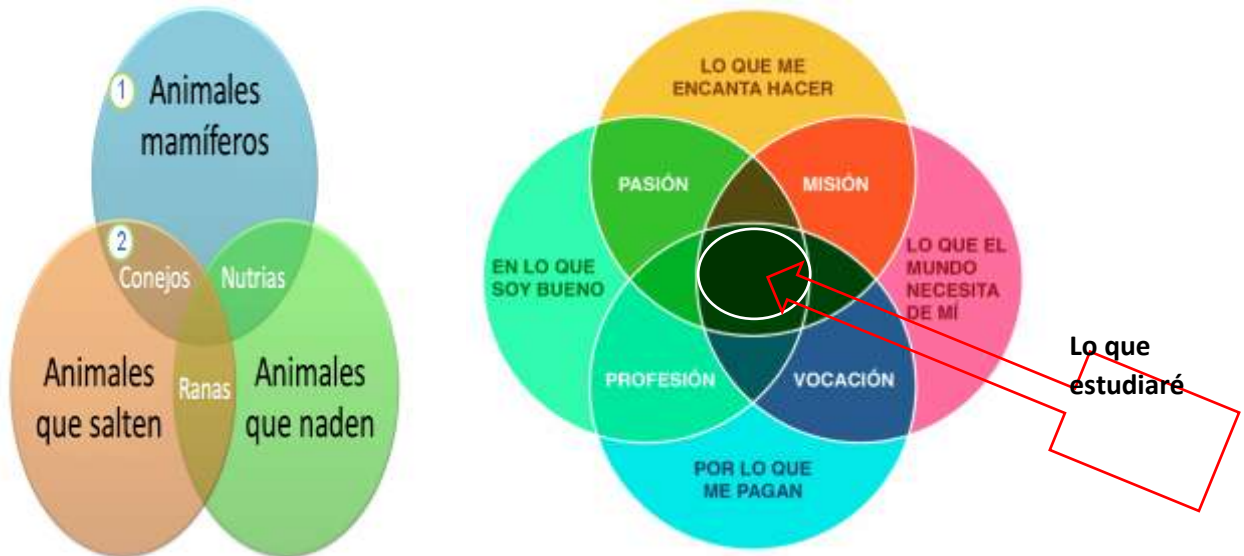 1
Animales
mamíferos
2
Conejos
Nutrias
Animales
que salten
Ranas
Animales
que naden
LO QUE ME
ENCANTA HACER
PASIÓN
MISIÓN
EN LO QUE
SOY BUENO
LO QUE EL
MUNDO
NECESITA
DE MÍ
PROFESIÓN
VOCACIÓN
POR LO QUE
ME PAGAN
Lo que
estudiaré